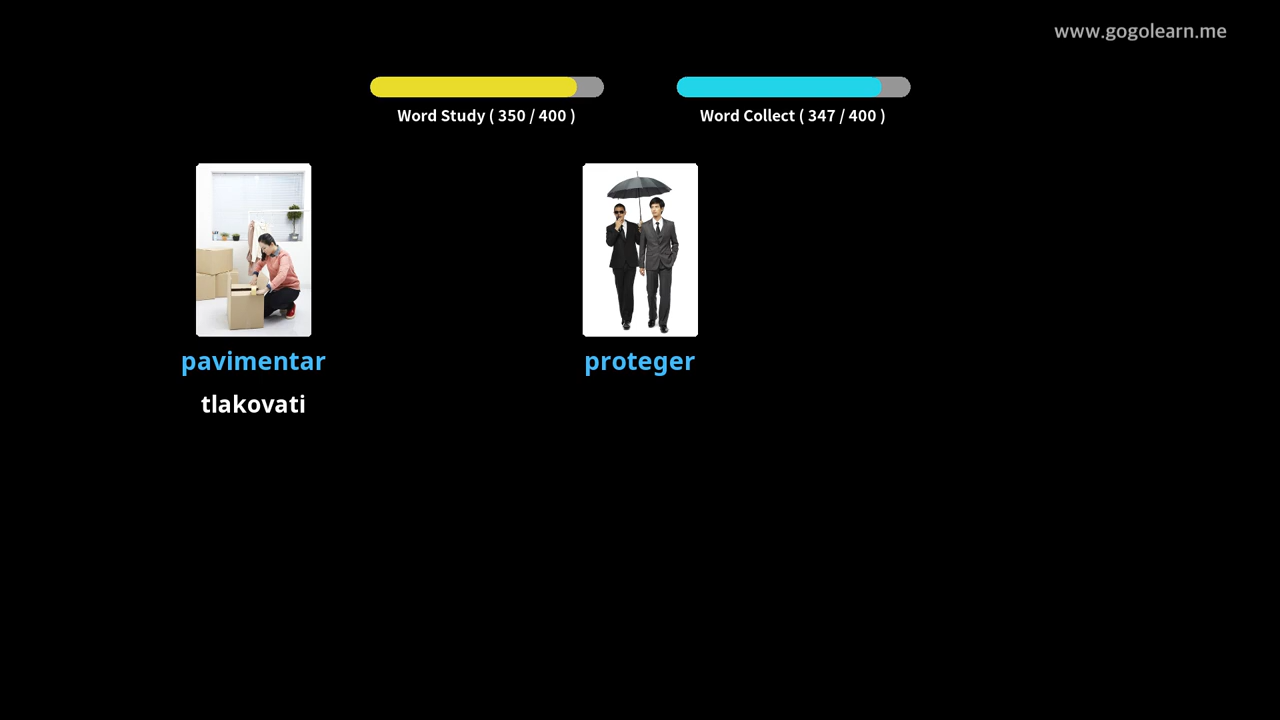 www.gogolearn.me
Word Study ( 350 / 400 )
Word Collect ( 347 / 400 )
pavimentar
proteger
tlakovati